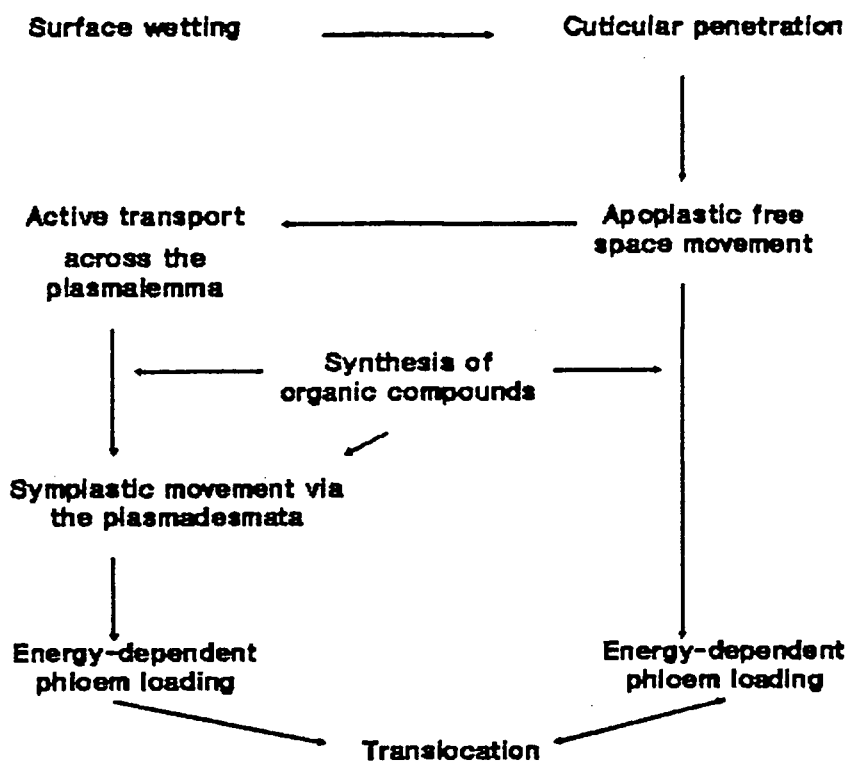 Surface wetting
Cuticular penetration
Active transport
across the
plasmalemma
Apoplastic free
space movement
Synthesis of
organic compounds
Symplastic movement via
the plasmadesmata
Energy-dependent
phloem loading
Energy-dependent
phloem loading
Translocation